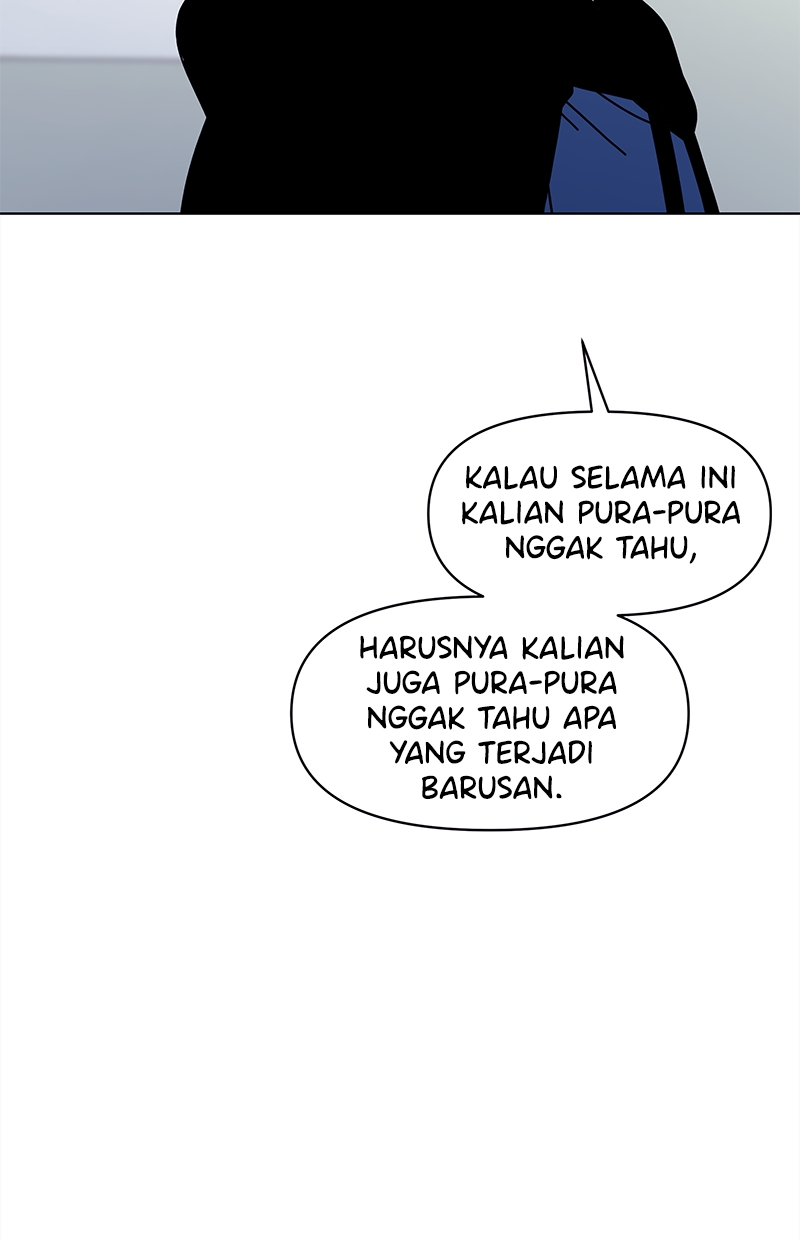 KALAU SELAMA INI
KALIAN PURA-PURA
NGGAK TAHU,
HARUSNYA KALIAN
JUGA PURA-PURA
NGGAK TAHU APA
YANG TERJADI
BARUSAN.